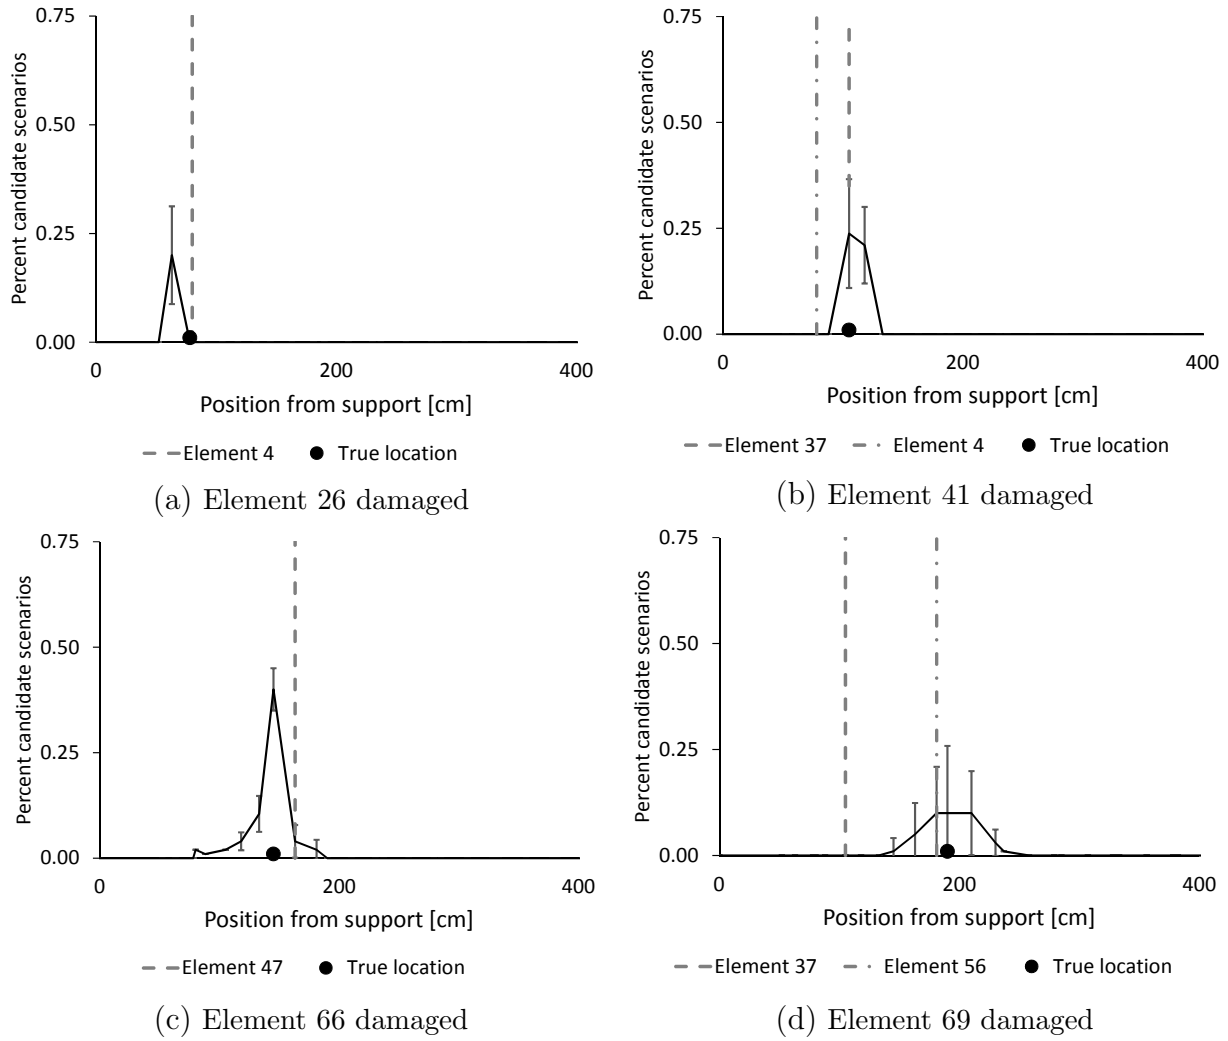 Percent candidate scenarios
0.75
0.50
0.25
0.00
0
200
400
Position from support [cm]
Element 4
True location
(a) Element 26 damaged
Percent candidate scenarios
0.75
0.50
0.25
0.00
0
200
400
Position from support [cm]
Element 37
Element 4
True location
(b) Element 41 damaged
Percent candidate scenarios
0.75
0.50
0.25
0.00
0
200
400
Position from support [cm]
Element 47
True location
(c) Element 66 damaged
Percent candidate scenarios
0.75
0.50
0.25
0.00
0
200
400
Position from support [cm]
Element 37
Element 56
True location
(d) Element 69 damaged